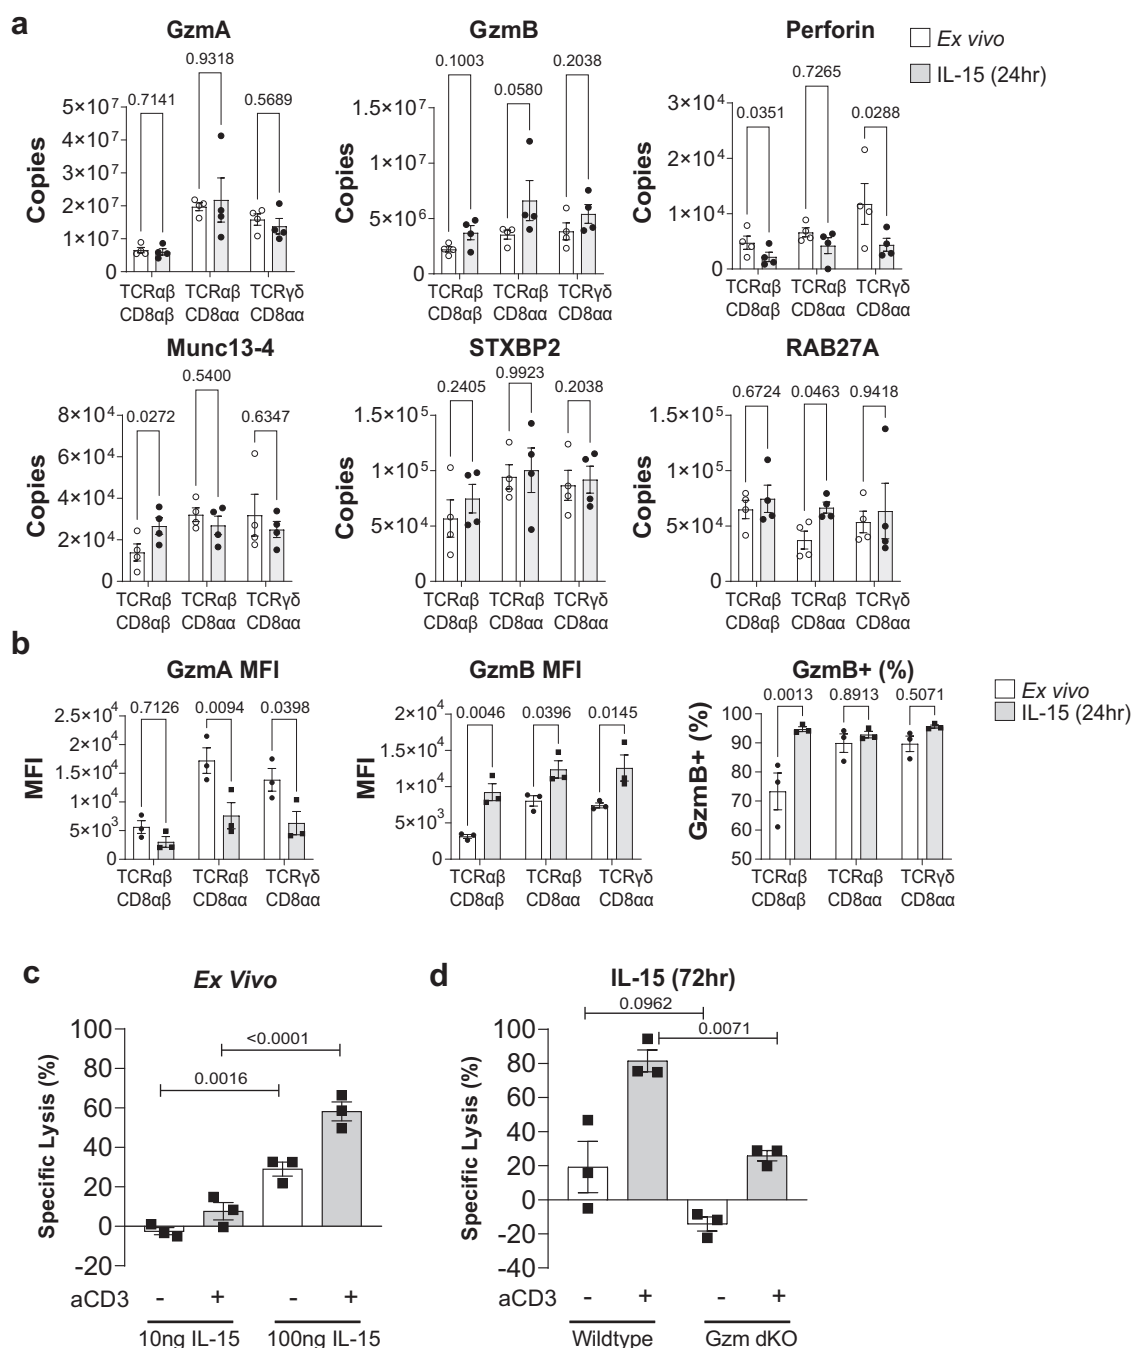 a
GzmA
GzmB
Perforin
Ex vivo
IL-15 (24hr)
0.7141
0.9318
0.5689
5×10⁷
4×10⁷
3×10⁷
2×10⁷
1×10⁷
0
Copies
TCRαβ TCRαβ TCRγδ
CD8αβ CD8αα CD8αα
0.1003
0.0580
0.2038
1.5×10⁷
1×10⁷
5×10⁶
0
Copies
TCRαβ TCRαβ TCRγδ
CD8αβ CD8αα CD8αα
0.0351
0.7265
0.0288
3×10⁴
2×10⁴
1×10⁴
0
Copies
TCRαβ TCRαβ TCRγδ
CD8αβ CD8αα CD8αα
Munc13-4
0.0272
0.5400
0.6347
8×10⁴
6×10⁴
4×10⁴
2×10⁴
0
Copies
TCRαβ TCRαβ TCRγδ
CD8αβ CD8αα CD8αα
STXBP2
0.2405
0.9923
0.2038
1.5×10⁵
1×10⁵
5×10⁴
0
Copies
TCRαβ TCRαβ TCRγδ
CD8αβ CD8αα CD8αα
RAB27A
0.6724
0.0463
0.9418
1.5×10⁵
1×10⁵
5×10⁴
0
Copies
TCRαβ TCRαβ TCRγδ
CD8αβ CD8αα CD8αα
b
GzmA MFI
0.7126
0.0094
0.0398
2.5×10⁴
2×10⁴
1.5×10⁴
1×10⁴
5×10³
0
MFI
TCRαβ TCRαβ TCRγδ
CD8αβ CD8αα CD8αα
GzmB MFI
0.0046
0.0396
0.0145
2×10⁴
1.5×10⁴
1×10⁴
5×10³
0
MFI
TCRαβ TCRαβ TCRγδ
CD8αβ CD8αα CD8αα
GzmB+ (%)
0.0013
0.8913
0.5071
100
90
80
70
60
50
GzmB+ (%)
TCRαβ TCRαβ TCRγδ
CD8αβ CD8αα CD8αα
Ex vivo
IL-15 (24hr)
c
Ex Vivo
<0.0001
0.0016
100
80
60
40
20
0
-20
Specific Lysis (%)
aCD3 - + - +
10ng IL-15 100ng IL-15
d
IL-15 (72hr)
0.0962
0.0071
100
80
60
40
20
0
-20
-40
Specific Lysis (%)
aCD3 - + - +
Wildtype Gzm dKO